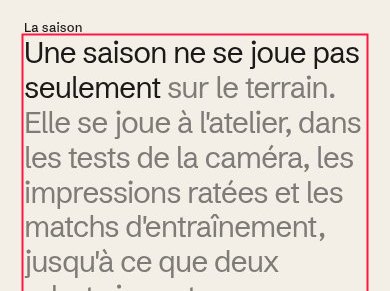 La saison
Une saison ne se joue pas
seulement sur le terrain.
Elle se joue à l'atelier, dans
les tests de la caméra, les
impressions ratées et les
matchs d'entraînement,
jusqu'à ce que deux